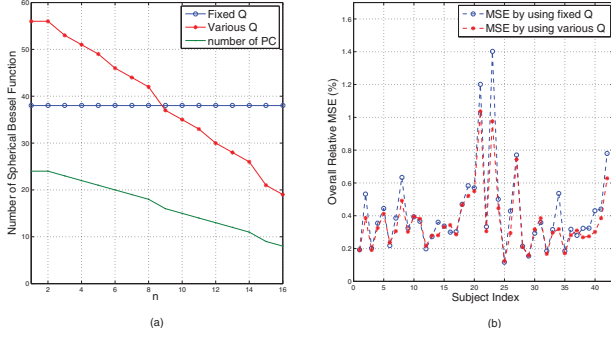 60
50
40
30
20
10
0
Number of Spherical Bessel Function
2 4 6 8 10 12 14 16
n
Fixed Q
Various Q
number of PC
(a)
1.6
1.4
1.2
1
0.8
0.6
0.4
0.2
0
Overall Relative MSE (%)
0 5 10 15 20 25 30 35 40
Subject Index
MSE by using fixed Q
MSE by using various Q
(b)